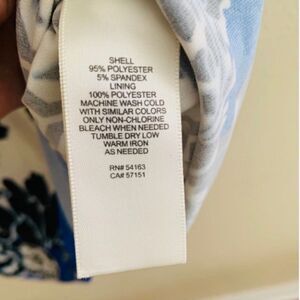 SHELL
95% POLYESTER
5% SPANDEX
LINING
100% POLYESTER
MACHINE WASH COLD
WITH SIMILAR COLORS
ONLY NON-CHLORINE
BLEACH WHEN NEEDED
TUMBLE DRY LOW
WARM IRON
AS NEEDED
RN# 54163
CA# 57151